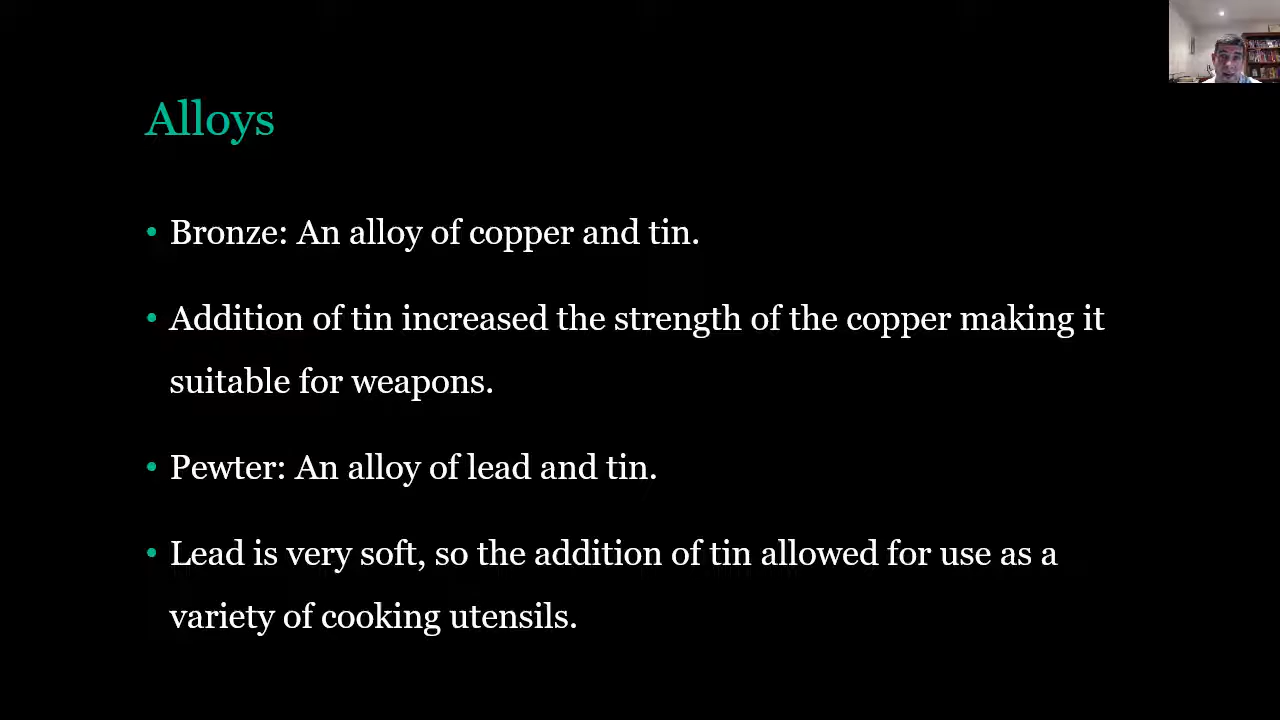 Alloys
• Bronze: An alloy of copper and tin.
• Addition of tin increased the strength of the copper making it
suitable for weapons.
• Pewter: An alloy of lead and tin.
• Lead is very soft, so the addition of tin allowed for use as a
variety of cooking utensils.